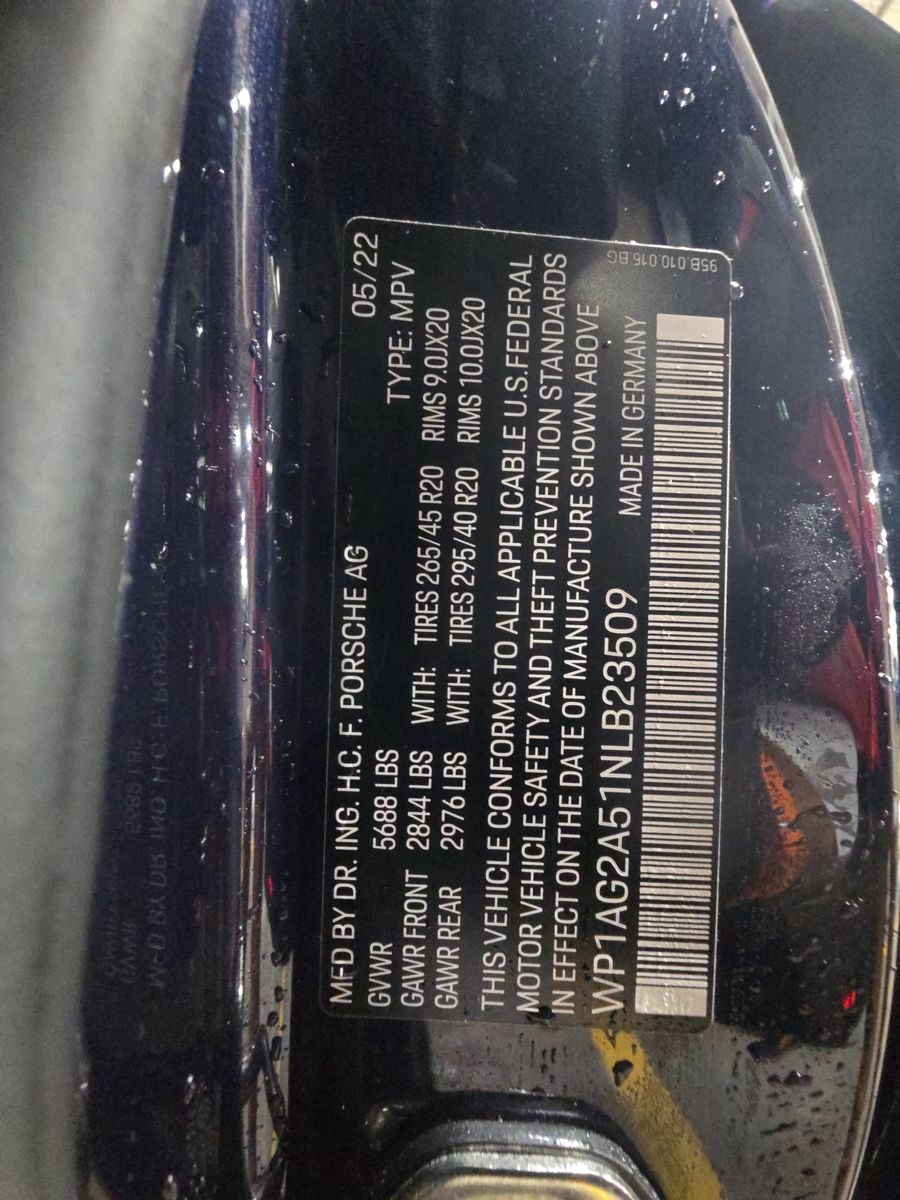 MFD BY DR. ING. H.C. F. PORSCHE AG 05/22
GVWR 5688 LBS TYPE: MPV
GAWR FRONT 2844 LBS WITH: TIRES 265/45 R20 RIMS 9.0JX20
GAWR REAR 2976 LBS WITH: TIRES 295/40 R20 RIMS 10.0JX20
THIS VEHICLE CONFORMS TO ALL APPLICABLE U.S. FEDERAL
MOTOR VEHICLE SAFETY AND THEFT PREVENTION STANDARDS
IN EFFECT ON THE DATE OF MANUFACTURE SHOWN ABOVE
WP1AG2A51NLB23509 MADE IN GERMANY
95B.010.016.BG